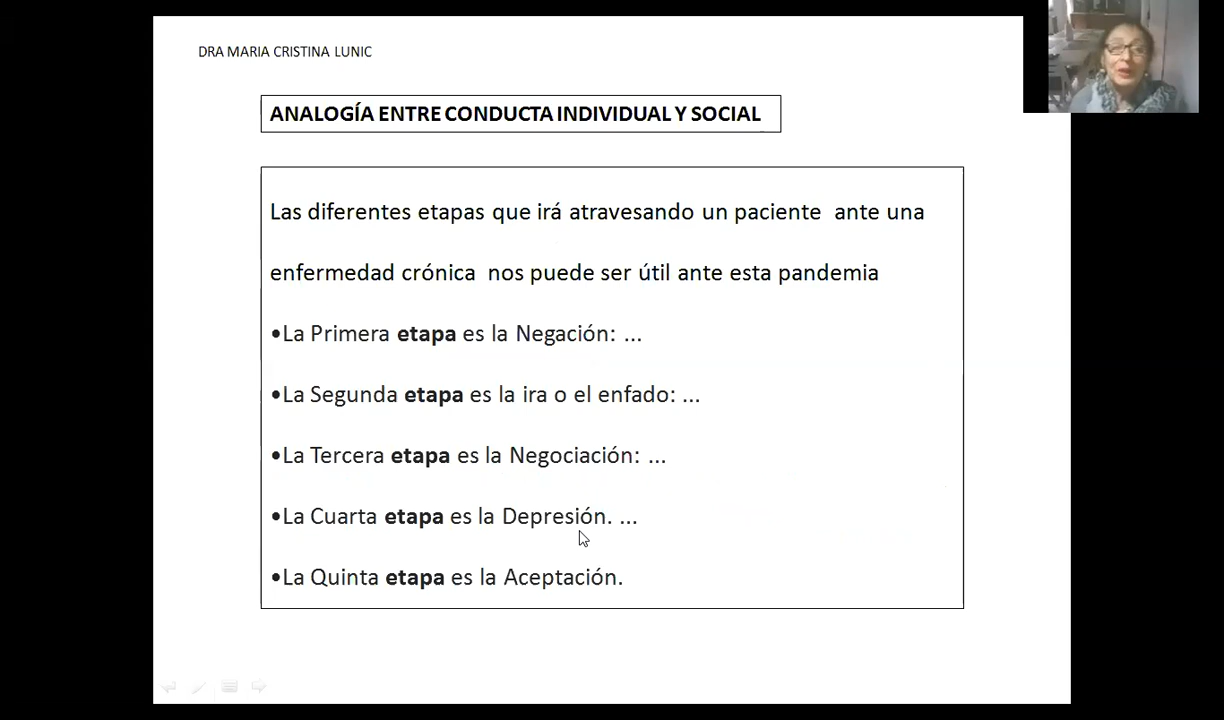 DRA MARIA CRISTINA LUNIC
ANALOGÍA ENTRE CONDUCTA INDIVIDUAL Y SOCIAL
Las diferentes etapas que irá atravesando un paciente ante una
enfermedad crónica nos puede ser útil ante esta pandemia
•La Primera etapa es la Negación: ...
•La Segunda etapa es la ira o el enfado: ...
•La Tercera etapa es la Negociación: ...
•La Cuarta etapa es la Depresión. ...
•La Quinta etapa es la Aceptación.